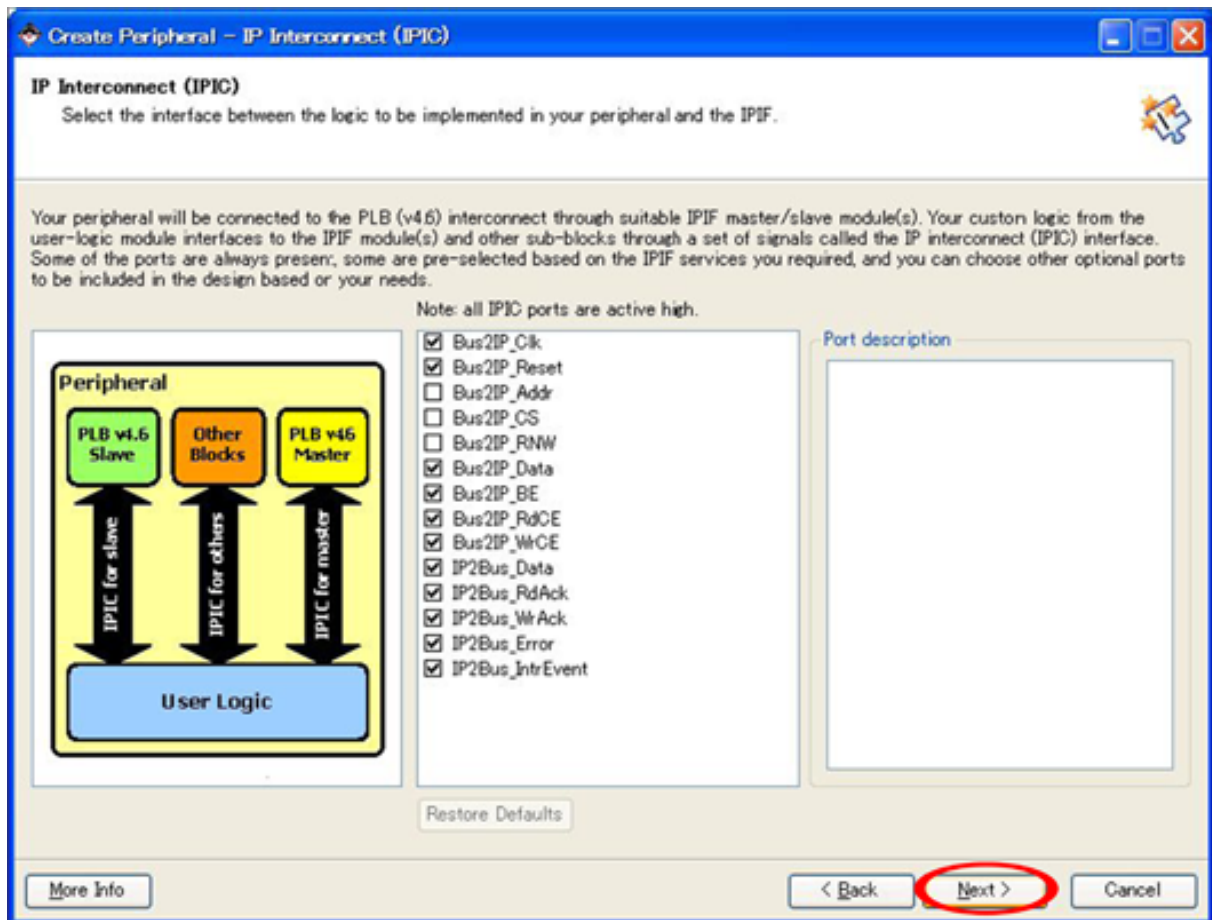 Create Peripheral - IP Interconnect (IPIC)
IP Interconnect (IPIC)
Select the interface between the logic to be implemented in your peripheral and the IPIF.
Your peripheral will be connected to the PLB (v4.6) interconnect through suitable IPIF master/slave module(s). Your custom logic from the
user-logic module interfaces to the IPIF module(s) and other sub-blocks through a set of signals called the IP interconnect (IPIC) interface.
Some of the ports are always present, some are pre-selected based on the IPIF services you required, and you can choose other optional ports
to be included in the design based on your needs.
Note: all IPIC ports are active high.
Peripheral
PLB v4.6
Slave
Other
Blocks
PLB v46
Master
IPIC for slave
IPIC for others
IPIC for master
User Logic
Bus2IP_Clk
Bus2IP_Reset
Bus2IP_Addr
Bus2IP_CS
Bus2IP_RNW
Bus2IP_Data
Bus2IP_BE
Bus2IP_RdCE
Bus2IP_WrCE
IP2Bus_Data
IP2Bus_RdAck
IP2Bus_WrAck
IP2Bus_Error
IP2Bus_IntrEvent
Port description
Restore Defaults
More Info
< Back
Next >
Cancel